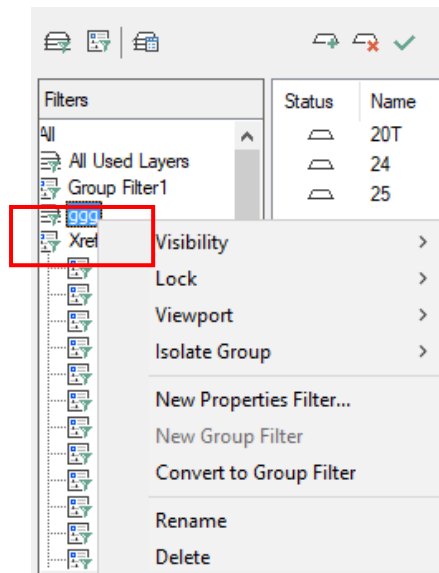 Filters
Status Name
All
20T
All Used Layers
24
Group Filter1
25
ggg
Xref
Visibility
Lock
Viewport
Isolate Group
New Properties Filter...
New Group Filter
Convert to Group Filter
Rename
Delete